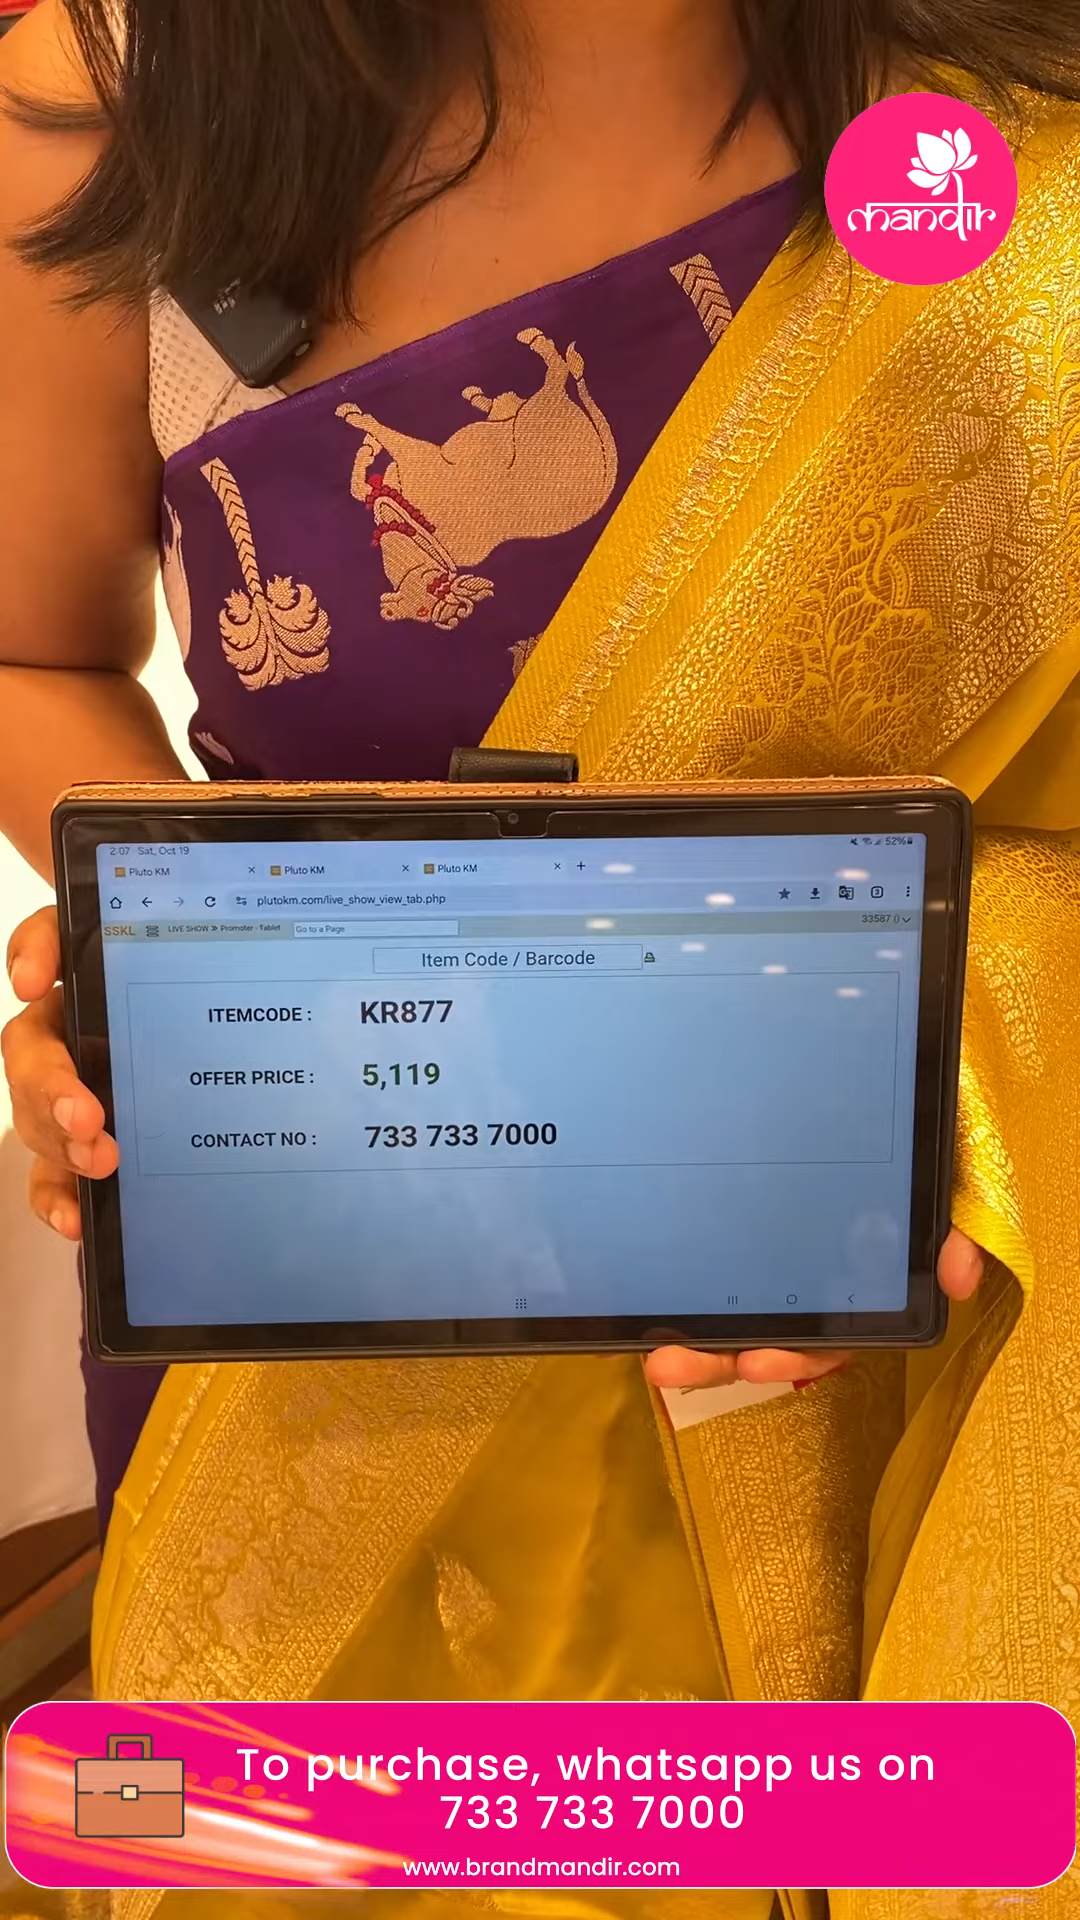 mandir
2:07 Sat, Oct 19
52%
Pluto KM
Pluto KM
Pluto KM
plutokm.com/live_show_view_tab.php
33587 ()
SSKL LIVE SHOW >> Promoter - Tablet Go to a Page
Item Code / Barcode
ITEMCODE : KR877
OFFER PRICE : 5,119
CONTACT NO : 733 733 7000
To purchase, whatsapp us on
733 733 7000
www.brandmandir.com